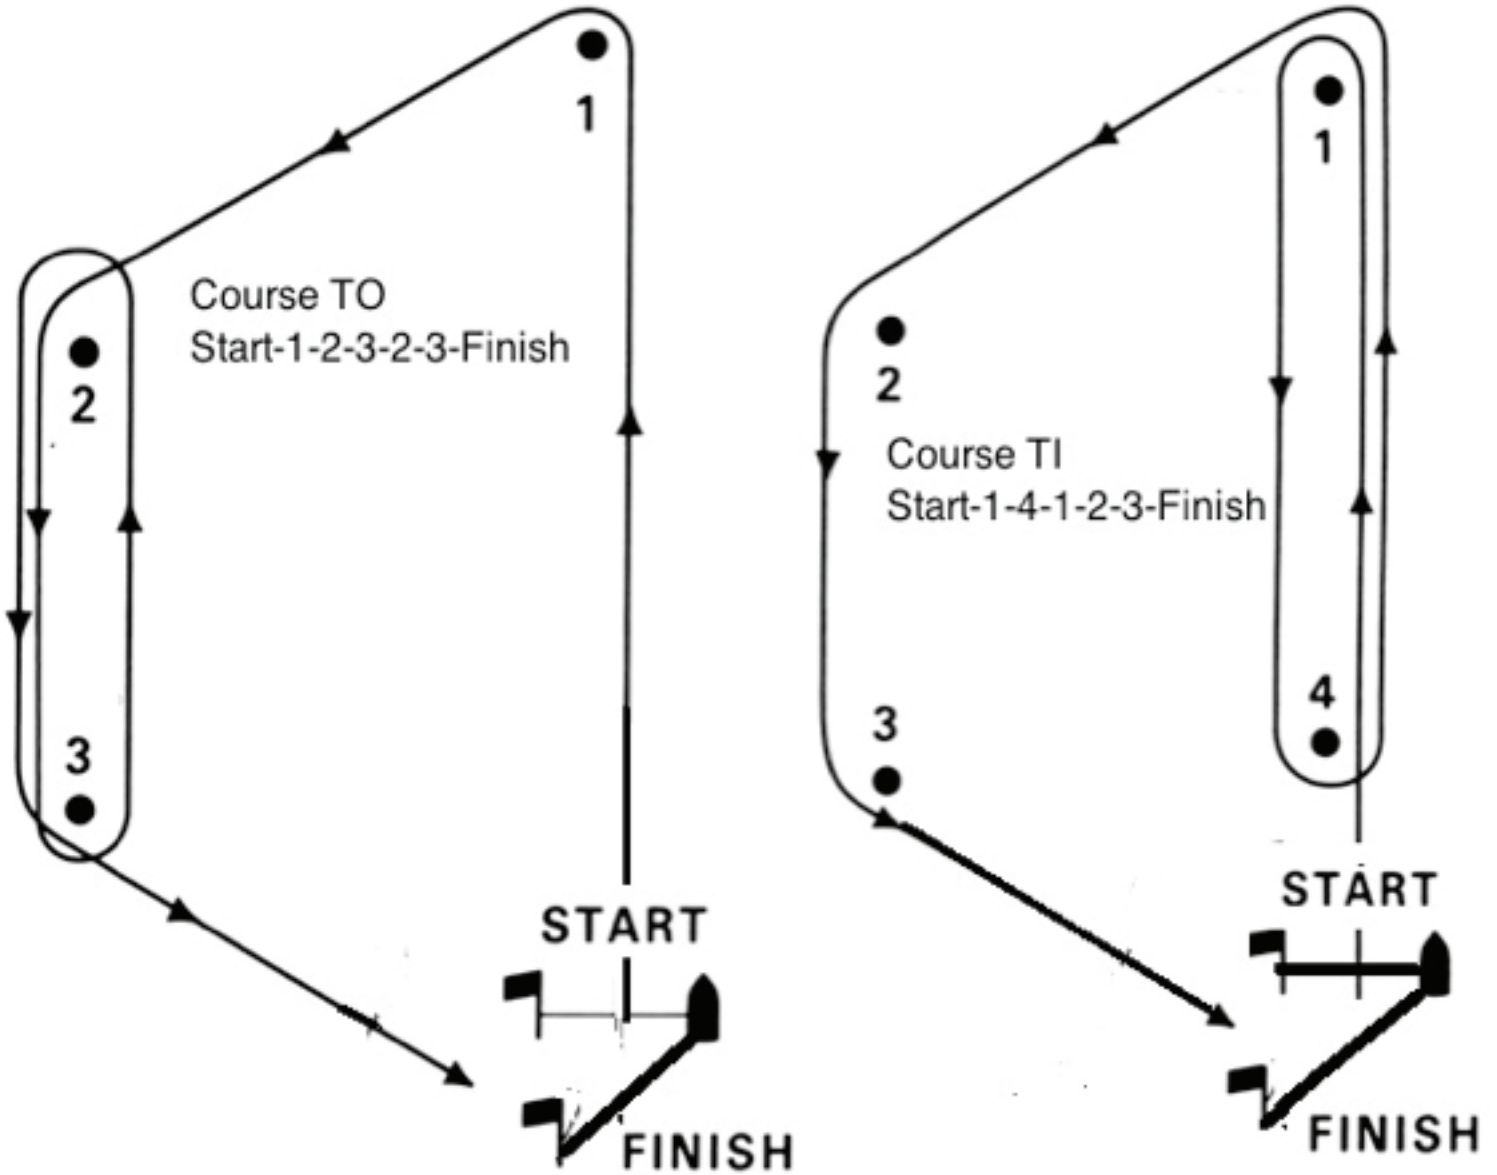 1
Course TO
Start-1-2-3-2-3-Finish
2
3
START
FINISH
1
2
Course TI
Start-1-4-1-2-3-Finish
3
4
START
FINISH